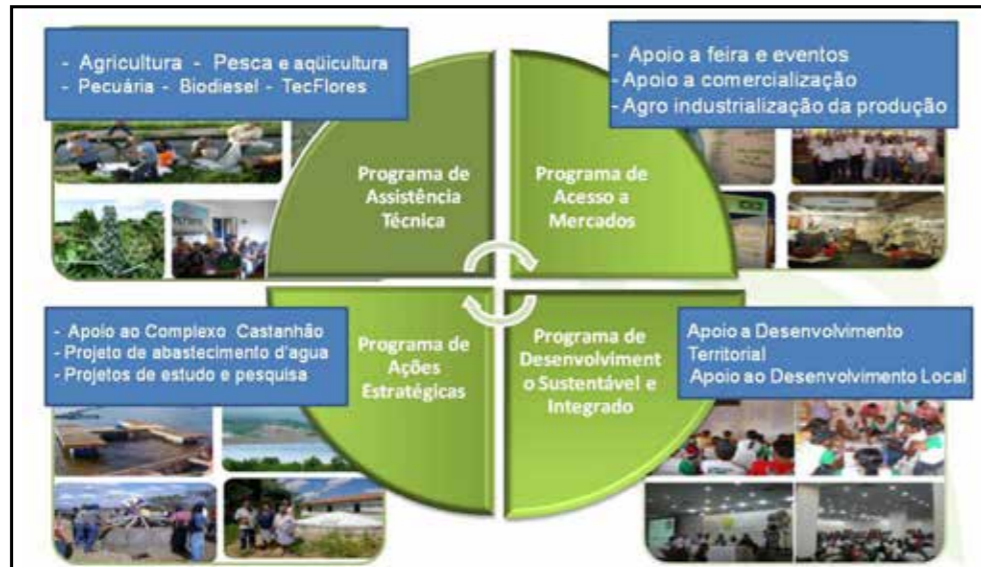 - Agricultura - Pesca e aqüicultura
- Pecuária - Biodiesel - TecFlores
- Apoio a feira e eventos
- Apoio a comercialização
- Agro industrialização da produção
Programa de
Assistência
Técnica
Programa de
Acesso a
Mercados
- Apoio ao Complexo Castanhão
- Projeto de abastecimento d'agua
- Projetos de estudo e pesquisa
Programa de
Ações
Estratégicas
Programa de
Desenvolviment
o Sustentável e
Integrado
Apoio a Desenvolvimento
Territorial
Apoio ao Desenvolvimento Local